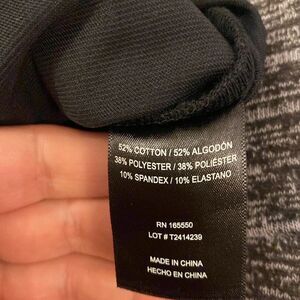 52% COTTON / 52% ALGODÓN
38% POLYESTER / 38% POLIÉSTER
10% SPANDEX / 10% ELASTANO
RN 165550
LOT # T2414239
MADE IN CHINA
HECHO EN CHINA